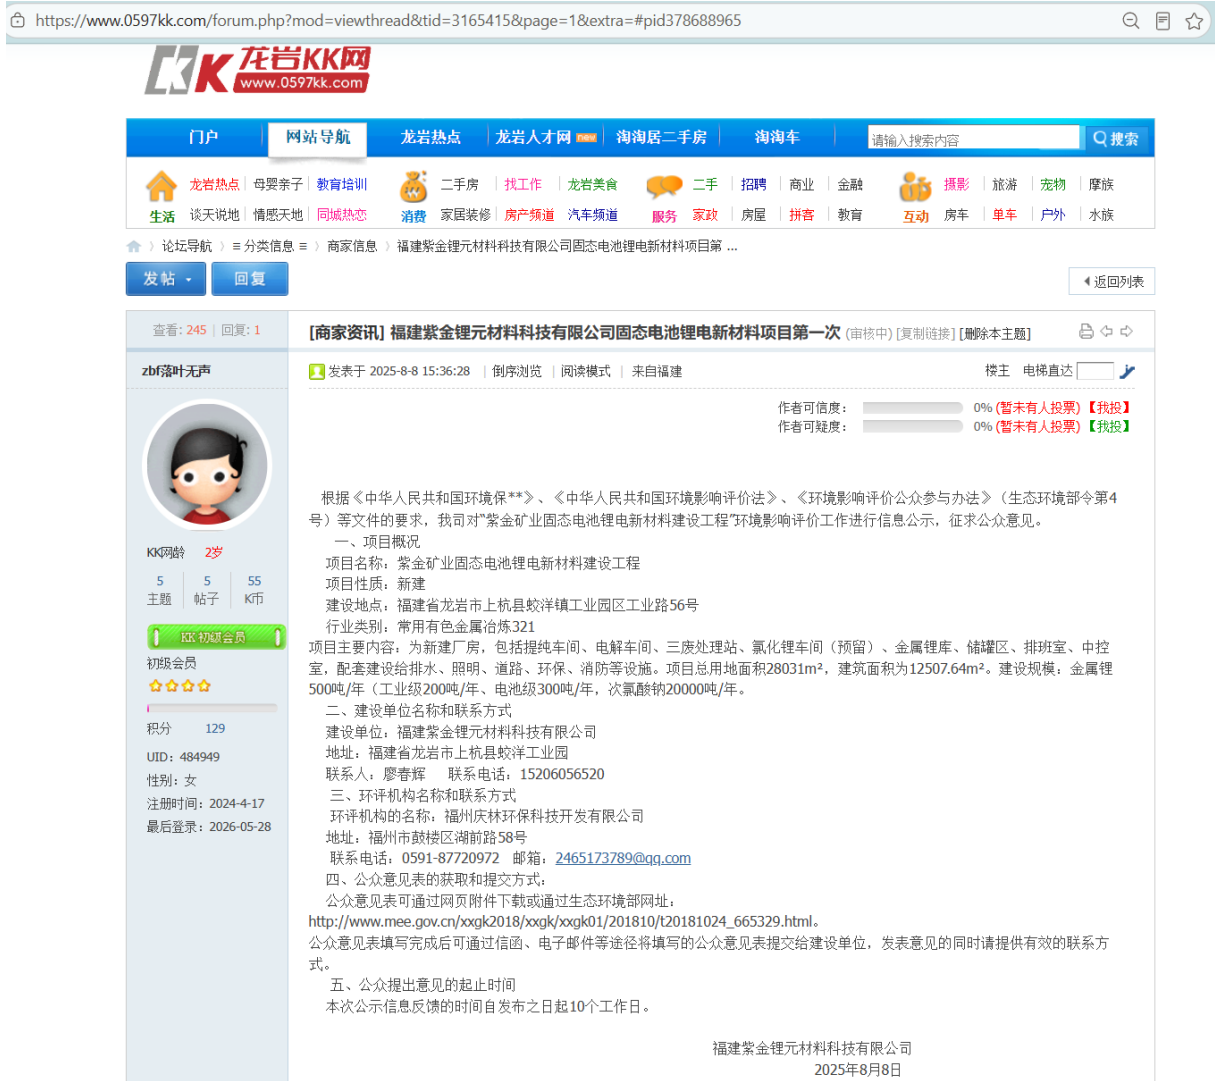 https://www.0597kk.com/forum.php?mod=viewthread&tid=3165415&page=1&extra=#pid378688965
KK 龙岩KK网
www.0597kk.com
门户 网站导航 龙岩热点 龙岩人才网 new 淘淘居二手房 淘淘车 请输入搜索内容 搜索
龙岩热点 母婴亲子 教育培训 二手房 找工作 龙岩美食 二手 招聘 商业 金融 摄影 旅游 宠物 摩族
生活 谈天说地 情感天地 同城热恋 消费 家居装修 房产频道 汽车频道 服务 家政 房屋 拼客 教育 互动 房车 单车 户外 水族
论坛导航 〉 ≡ 分类信息 ≡ 〉 商家信息 〉 福建紫金锂元材料科技有限公司固态电池锂电新材料项目第 ...
发帖 回复 返回列表
查看: 245 | 回复: 1 [商家资讯] 福建紫金锂元材料科技有限公司固态电池锂电新材料项目第一次 (审核中) [复制链接] [删除本主题]
zbf落叶无声 发表于 2025-8-8 15:36:28 | 倒序浏览 | 阅读模式 | 来自福建 楼主 电梯直达
作者可信度： 0% (暂未有人投票) 【我投】
作者可疑度： 0% (暂未有人投票) 【我投】
根据《中华人民共和国环境保**》、《中华人民共和国环境影响评价法》、《环境影响评价公众参与办法》（生态环境部令第4
号）等文件的要求，我司对“紫金矿业固态电池锂电新材料建设工程”环境影响评价工作进行信息公示，征求公众意见。
一、项目概况
项目名称：紫金矿业固态电池锂电新材料建设工程
项目性质：新建
建设地点：福建省龙岩市上杭县蛟洋镇工业园区工业路56号
行业类别：常用有色金属冶炼321
项目主要内容：为新建厂房，包括提纯车间、电解车间、三废处理站、氯化锂车间（预留）、金属锂库、储罐区、排班室、中控
室，配套建设给排水、照明、道路、环保、消防等设施。项目总用地面积28031m²，建筑面积为12507.64m²。建设规模：金属锂
500吨/年（工业级200吨/年、电池级300吨/年，次氯酸钠20000吨/年。
二、建设单位名称和联系方式
建设单位：福建紫金锂元材料科技有限公司
地址：福建省龙岩市上杭县蛟洋工业园
联系人：廖春辉 联系电话：15206056520
三、环评机构名称和联系方式
环评机构的名称：福州庆林环保科技开发有限公司
地址：福州市鼓楼区湖前路58号
联系电话：0591-87720972 邮箱：2465173789@qq.com
四、公众意见表的获取和提交方式：
公众意见表可通过网页附件下载或通过生态环境部网址：
http://www.mee.gov.cn/xxgk2018/xxgk/xxgk01/201810/t20181024_665329.html。
公众意见表填写完成后可通过信函、电子邮件等途径将填写的公众意见表提交给建设单位，发表意见的同时请提供有效的联系方
式。
五、公众提出意见的起止时间
本次公示信息反馈的时间自发布之日起10个工作日。
福建紫金锂元材料科技有限公司
2025年8月8日
KK网龄 2岁
5 5 55
主题 帖子 K币
KK 初级会员
初级会员
积分 129
UID: 484949
性别：女
注册时间：2024-4-17
最后登录：2026-05-28